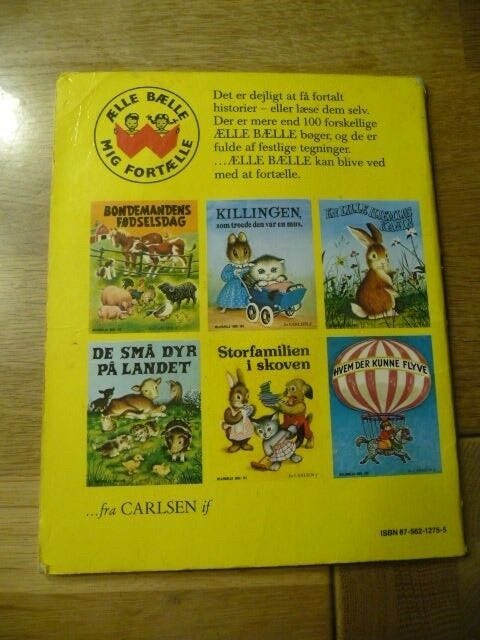 ÆLLE BÆLLE
MIG FORTÆLLE
Det er dejligt at få fortalt
historier – eller læse dem selv.
Der er mere end 100 forskellige
ÆLLE BÆLLE bøger, og de er
fulde af festlige tegninger.
...ÆLLE BÆLLE kan blive ved
med at fortælle.
BONDEMANDENS
FØDSELSDAG
KILLINGEN,
som troede den var en mus.
EN LILLE
KANIN
DE SMÅ DYR
PÅ LANDET
Storfamilien
i skoven
HVEM DER KUNNE FLYVE
...fra CARLSEN if
ISBN 87-562-1275-5